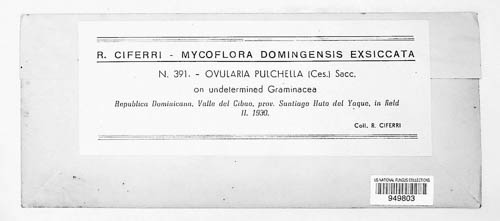 R. CIFERRI - MYCOFLORA DOMINGENSIS EXSICCATA
N. 391. - OVULARIA PULCHELLA (Ces.) Sacc.
on undetermined Graminacea
Republica Dominicana, Valle del Cibao, prov. Santiago Hato del Yaque, in field
II. 1930.
Coll. R. CIFERRI
US NATIONAL FUNGUS COLLECTIONS
949803